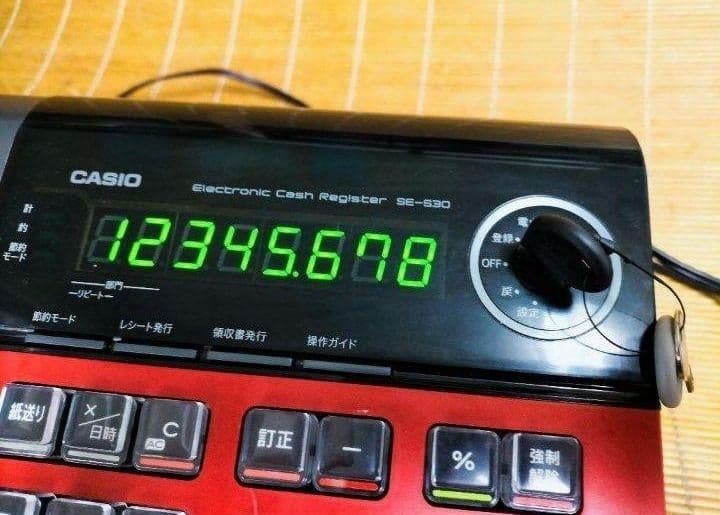 CASIO
Electronic Cash Register SE-S30
計
約
節約
モード
12345.678
登録
OFF
戻
設定
部門
リピート
節約モード
レシート発行
領収書発行
操作ガイド
紙送り
×/日時
C
AC
訂正
－
%
強制
解除